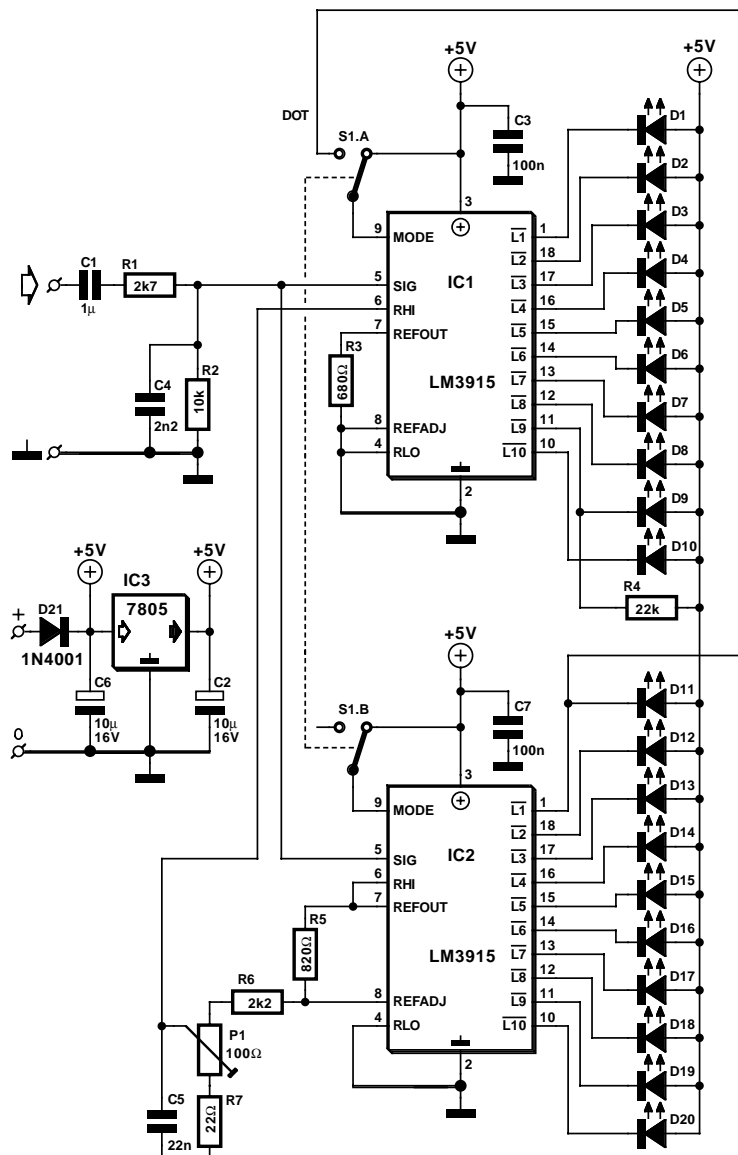 +5V
+5V
DOT
S1.A
C3
100n
D1
D2
D3
D4
D5
D6
D7
D8
D9
D10
3
9
MODE
5
SIG
6
RHI
7
REFOUT
8
REFADJ
4
RLO
2
IC1
LM3915
L1
1
L2
18
L3
17
L4
16
L5
15
L6
14
L7
13
L8
12
L9
11
L10
10
C1
1μ
R1
2k7
C4
2n2
R2
10k
R3
680Ω
R4
22k
+5V
+5V
IC3
7805
D21
+
1N4001
C6
10μ
16V
C2
10μ
16V
0
+5V
S1.B
C7
100n
3
9
MODE
5
SIG
6
RHI
7
REFOUT
8
REFADJ
4
RLO
2
IC2
LM3915
L1
1
L2
18
L3
17
L4
16
L5
15
L6
14
L7
13
L8
12
L9
11
L10
10
D11
D12
D13
D14
D15
D16
D17
D18
D19
D20
R5
820Ω
R6
2k2
P1
100Ω
R7
22Ω
C5
22n